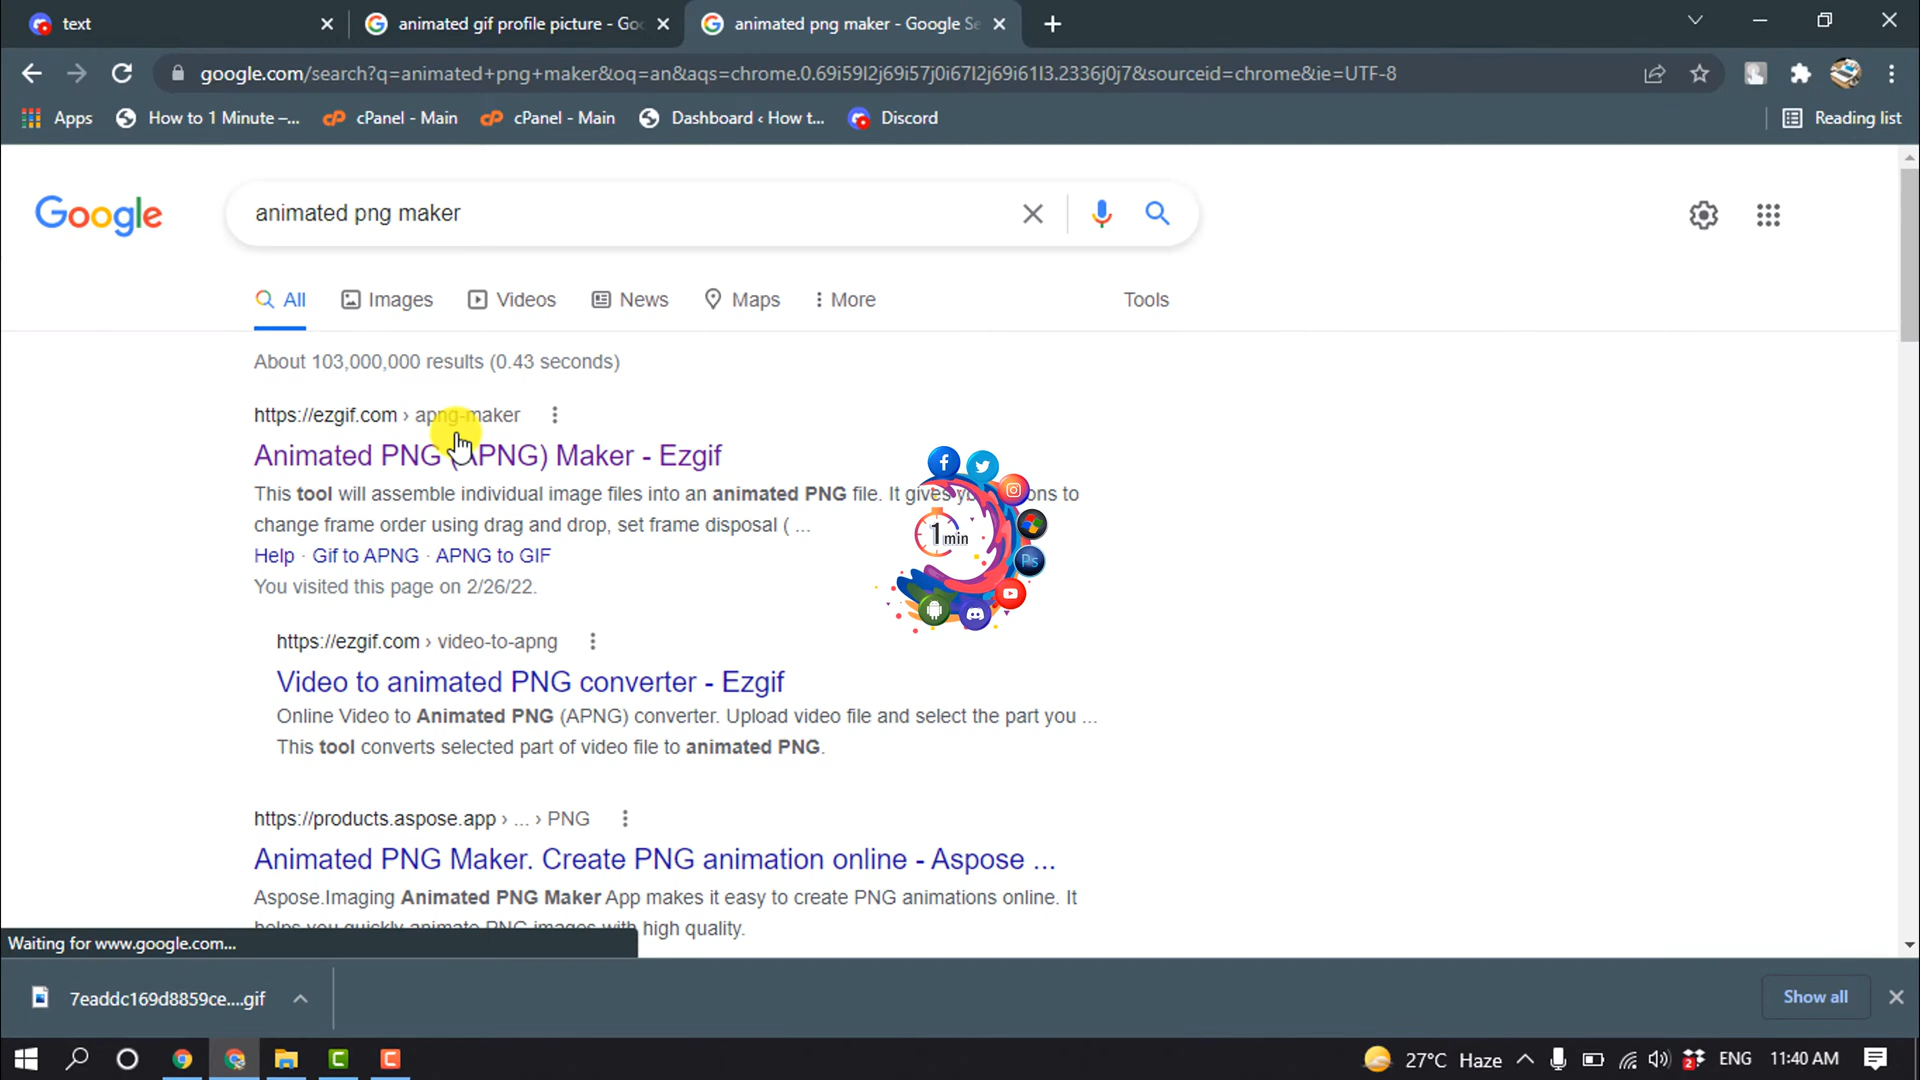 text
animated gif profile picture - Goo
animated png maker - Google Se
google.com/search?q=animated+png+maker&oq=an&aqs=chrome.0.69i59l2j69i57j0i67l2j69i61l3.2336j0j7&sourceid=chrome&ie=UTF-8
Apps
How to 1 Minute –...
cPanel - Main
cPanel - Main
Dashboard ‹ How t...
Discord
Reading list
Google
animated png maker
All
Images
Videos
News
Maps
More
Tools
About 103,000,000 results (0.43 seconds)
https://ezgif.com › apng-maker
Animated PNG (APNG) Maker - Ezgif
This tool will assemble individual image files into an animated PNG file. It gives to
change frame order using drag and drop, set frame disposal ( ...
Help · Gif to APNG · APNG to GIF
You visited this page on 2/26/22.
1 min
Ps
https://ezgif.com › video-to-apng
Video to animated PNG converter - Ezgif
Online Video to Animated PNG (APNG) converter. Upload video file and select the part you ...
This tool converts selected part of video file to animated PNG.
https://products.aspose.app › ... › PNG
Animated PNG Maker. Create PNG animation online - Aspose ...
Aspose.Imaging Animated PNG Maker App makes it easy to create PNG animations online. It
helps you quickly animate PNG images with high quality.
Waiting for www.google.com...
7eaddc169d8859ce....gif
Show all
27°C Haze
2
ENG
11:40 AM